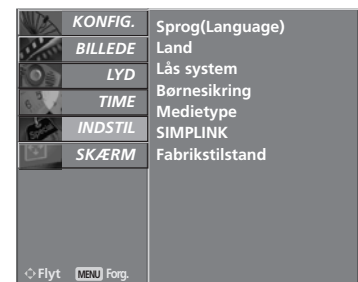 KONFIG.
BILLEDE
LYD
TIME
INDSTIL
SKÆRM
Sprog(Language)
Land
Lås system
Børnesikring
Medietype
SIMPLINK
Fabrikstilstand
Flyt MENU Forg.